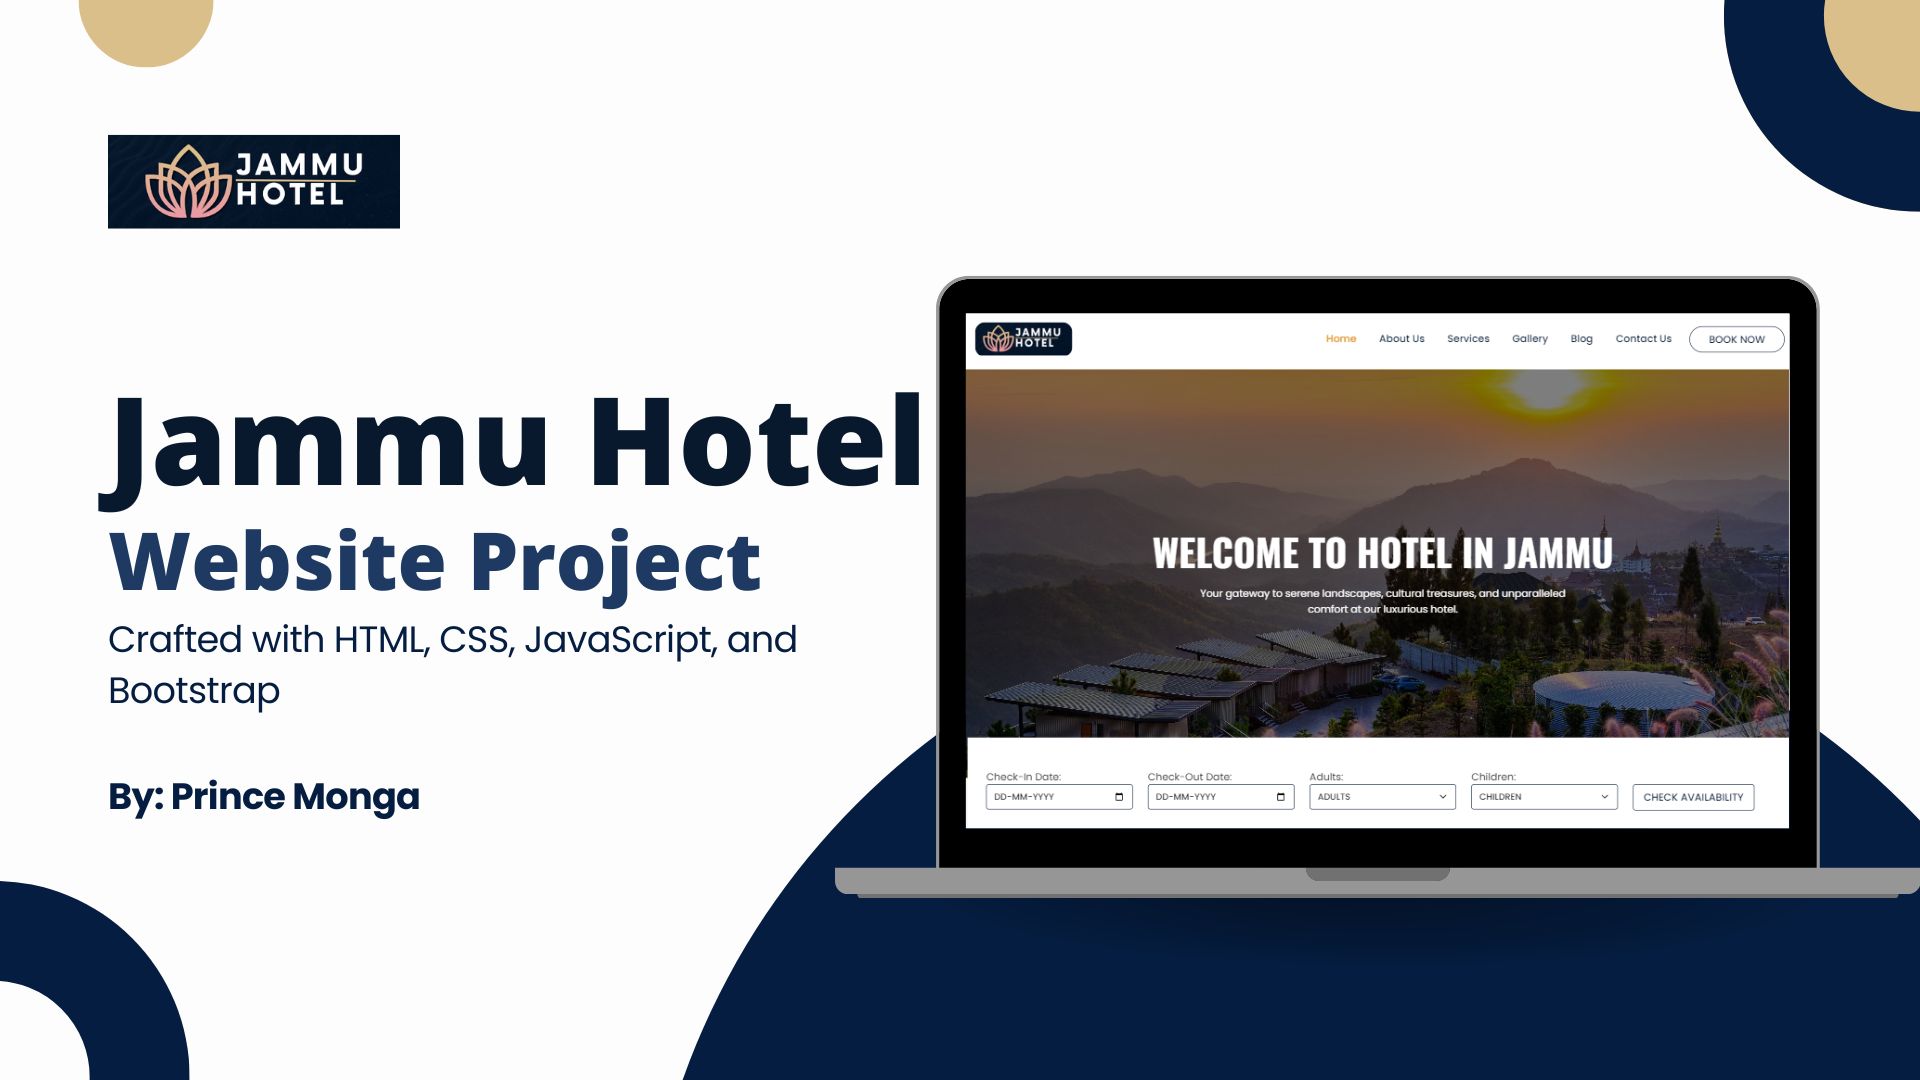 JAMMU
HOTEL
Jammu Hotel
Website Project
Crafted with HTML, CSS, JavaScript, and
Bootstrap
By: Prince Monga
JAMMU
HOTEL
Home About Us Services Gallery Blog Contact Us BOOK NOW
WELCOME TO HOTEL IN JAMMU
Your gateway to serene landscapes, cultural treasures, and unparalleled
comfort at our luxurious hotel.
Check-In Date: Check-Out Date: Adults: Children:
DD-MM-YYYY DD-MM-YYYY ADULTS CHILDREN CHECK AVAILABILITY